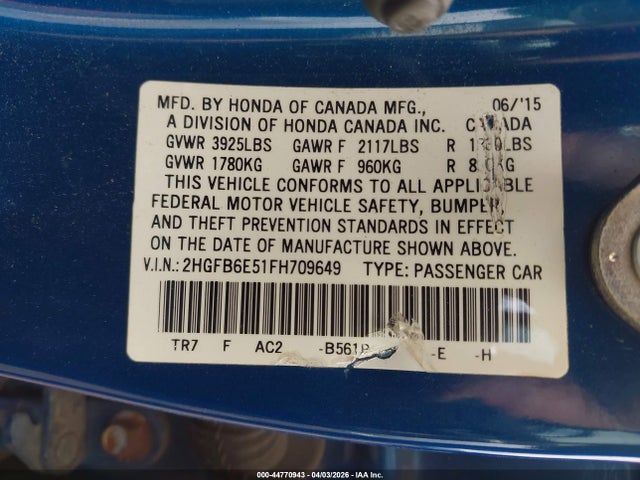 MFD. BY HONDA OF CANADA MFG., 06/'15
A DIVISION OF HONDA CANADA INC.
GVWR 3925LBS GAWR F 2117LBS R
GVWR 1780KG GAWR F 960KG R
THIS VEHICLE CONFORMS TO ALL APPLICABLE
FEDERAL MOTOR VEHICLE SAFETY, BUMPER,
AND THEFT PREVENTION STANDARDS IN EFFECT
ON THE DATE OF MANUFACTURE SHOWN ABOVE.
V.I.N.: 2HGFB6E51FH709649 TYPE: PASSENGER CAR
TR7 F AC2 -E -H
000-44770943 | 04/03/2026 | IAA Inc.